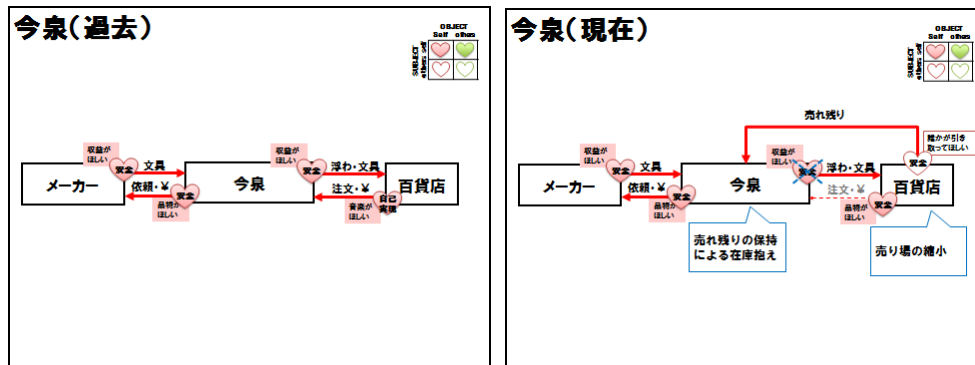 今泉(過去)
OBJECT
Self others
SUBJECT
others self
収益が
ほしい
安全
文具
収益が
ほしい
安全
浮わ・文具
メーカー
依頼・¥
安全
今泉
注文・¥
自己
実現
百貨店
品物が
ほしい
音楽が
ほしい
今泉(現在)
OBJECT
Self others
SUBJECT
others self
売れ残り
誰かが引き
取ってほしい
収益が
ほしい
安全
文具
収益が
ほしい
安全
浮わ・文具
安全
メーカー
依頼・¥
安全
今泉
注文・¥
安全
百貨店
品物が
ほしい
品物が
ほしい
売れ残りの保持
による在庫抱え
売り場の縮小